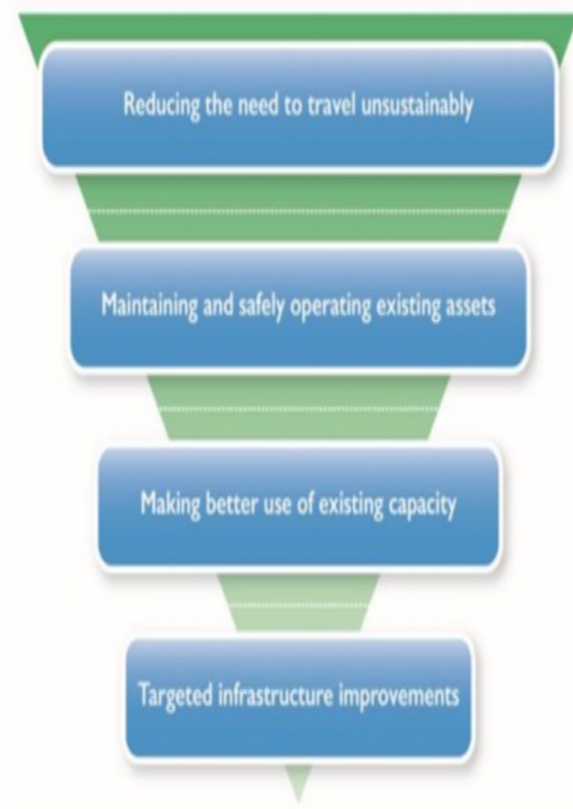 Reducing the need to travel unsustainably
Maintaining and safely operating existing assets
Making better use of existing capacity
Targeted infrastructure improvements